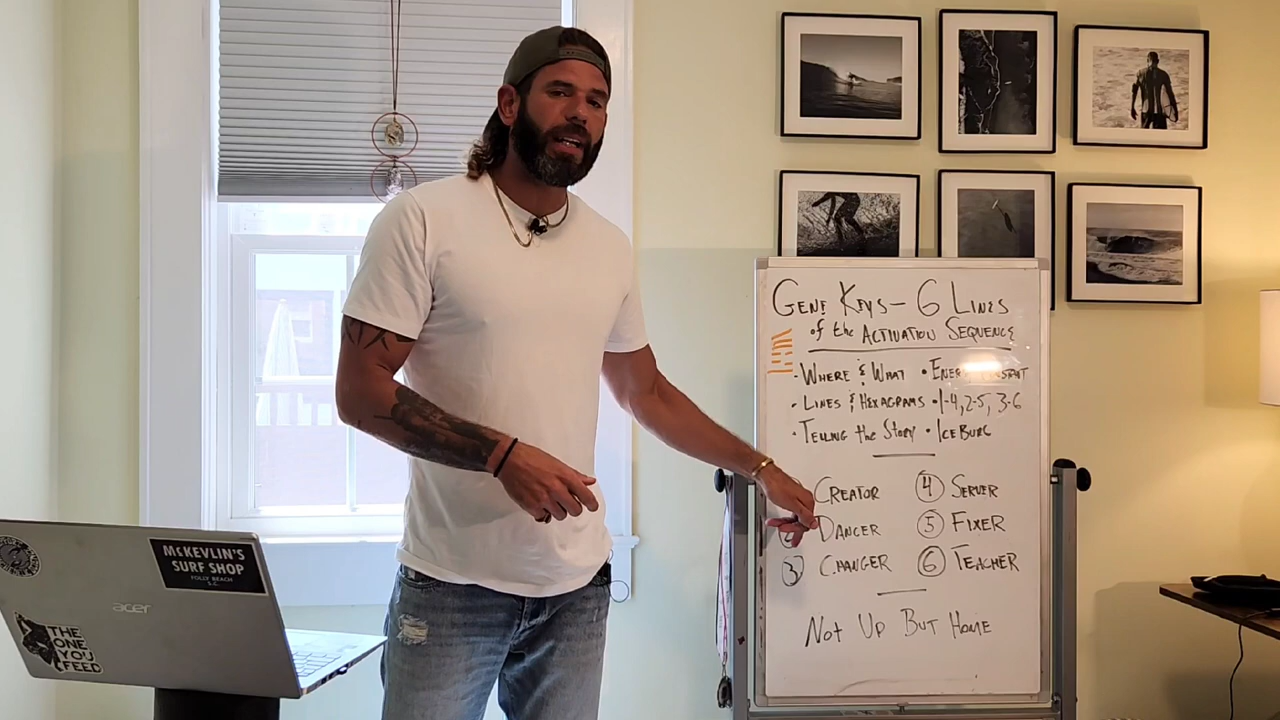 GENE KEYS - 6 LINES
of the ACTIVATION SEQUENCE
• WHERE & WHAT • 
• LINES & HEXAGRAMS • 1-4, 2-5, 3-6
• TELLING the STORY • ICEBURG
CREATOR ④ SERVER
DANCER ⑤ FIXER
③ CHANGER ⑥ TEACHER
NOT UP BUT HOME
McKEVLIN'S
SURF SHOP
FOLLY BEACH
S.C.
acer
THE
ONE
YOU
FEED